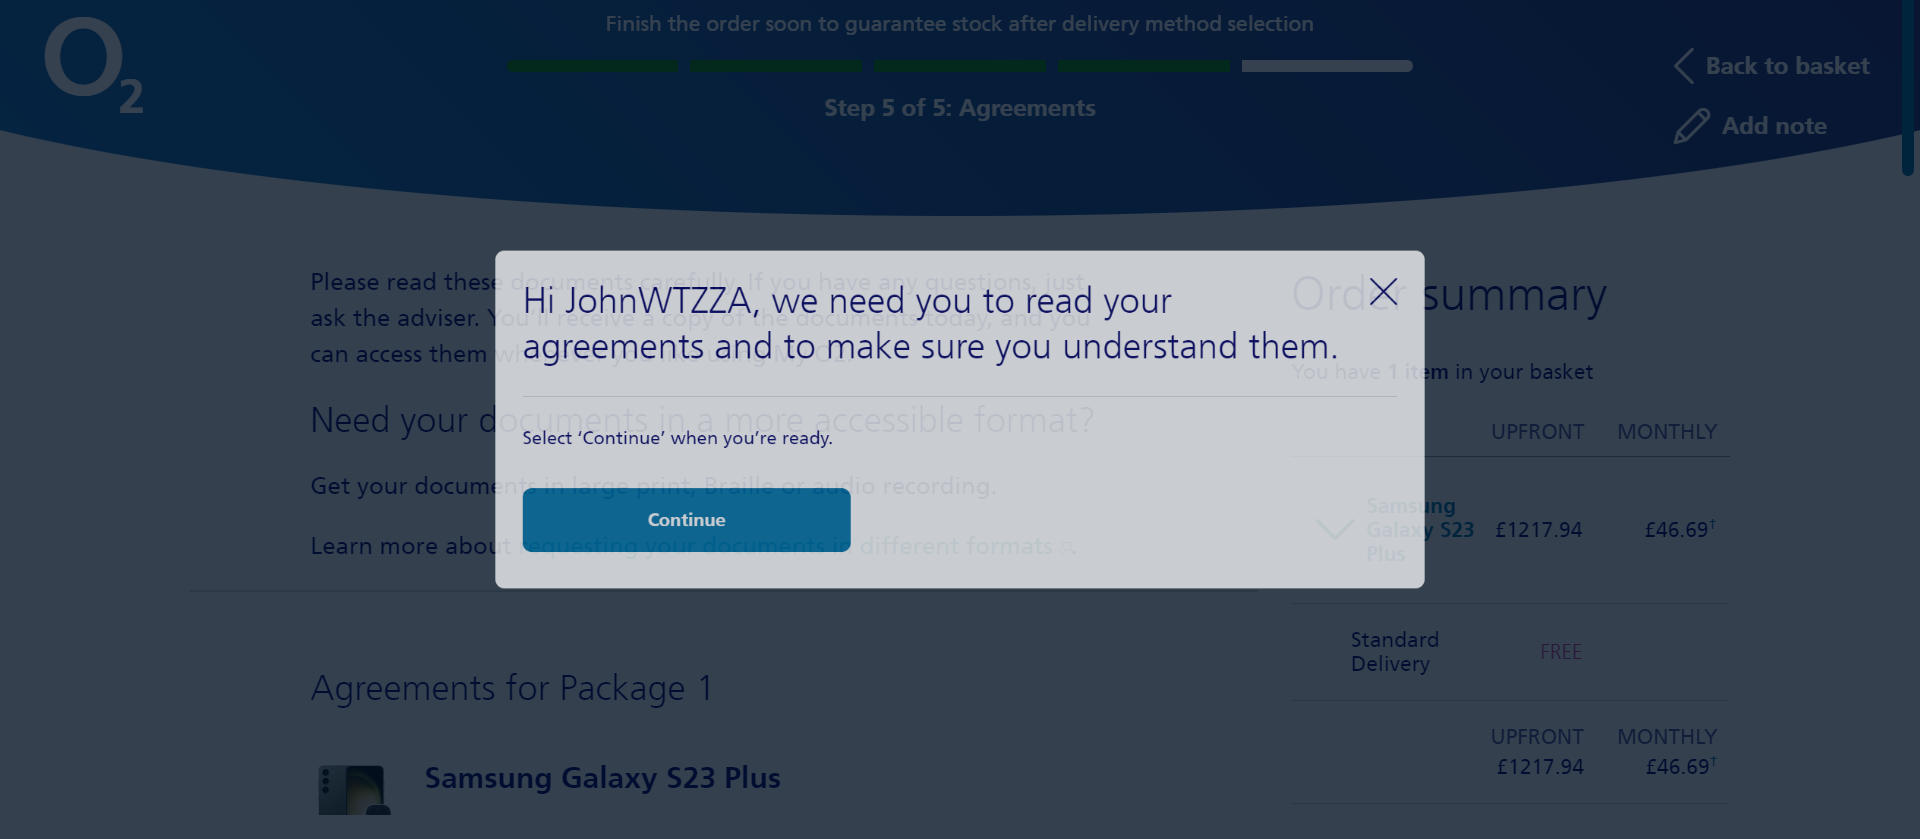 O2
Finish the order soon to guarantee stock after delivery method selection
Step 5 of 5: Agreements
Back to basket
Add note
Hi JohnWTZZA, we need you to read your
agreements and to make sure you understand them.
Select ‘Continue’ when you’re ready.
Continue
Please read these documents carefully. If you have any questions, just
ask the adviser. You’ll receive a copy of the documents today, and you
can access them whenever you like using My O2.
Need your documents in a more accessible format?
Get your documents in large print, Braille or audio recording.
Learn more about requesting your documents in different formats
Agreements for Package 1
Samsung Galaxy S23 Plus
Order summary
You have 1 item in your basket
UPFRONT MONTHLY
Samsung
Galaxy S23 £1217.94 £46.69†
Plus
Standard
Delivery FREE
UPFRONT MONTHLY
£1217.94 £46.69†